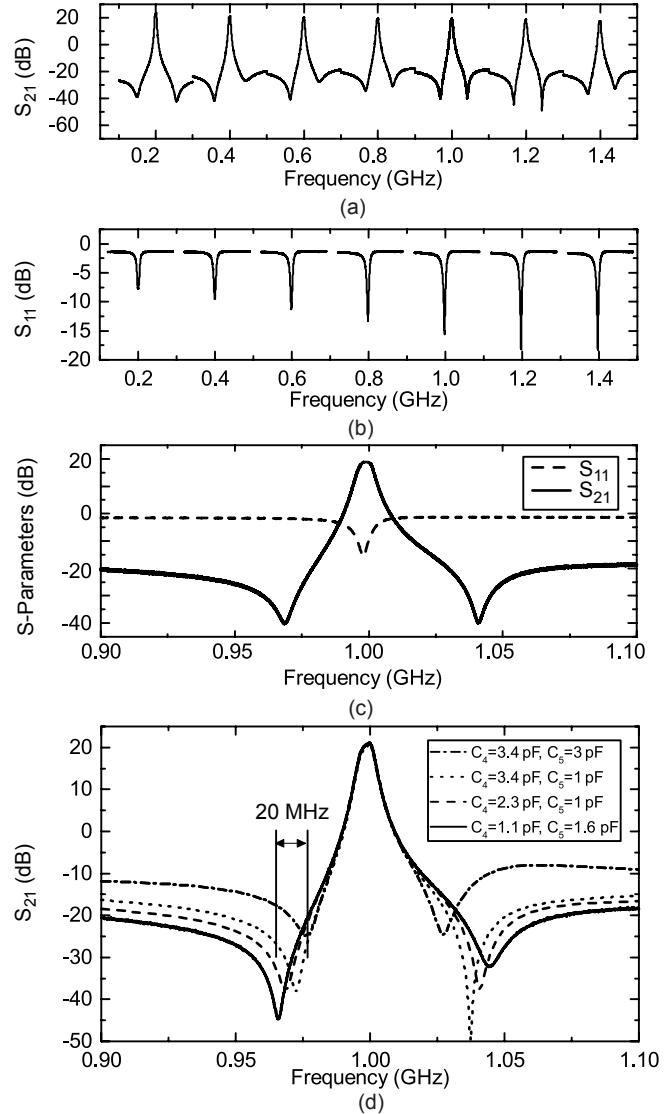 S21 (dB)
20
0
-20
-40
-60
0.2 0.4 0.6 0.8 1.0 1.2 1.4
Frequency (GHz)
(a)
S11 (dB)
0
-5
-10
-15
-20
0.2 0.4 0.6 0.8 1.0 1.2 1.4
Frequency (GHz)
(b)
S-Parameters (dB)
20
0
-20
-40
S11
S21
0.90 0.95 1.00 1.05 1.10
Frequency (GHz)
(c)
S21 (dB)
20
10
0
-10
-20
-30
-40
-50
20 MHz
C4=3.4 pF, C5=3 pF
C4=3.4 pF, C5=1 pF
C4=2.3 pF, C5=1 pF
C4=1.1 pF, C5=1.6 pF
0.90 0.95 1.00 1.05 1.10
Frequency (GHz)
(d)